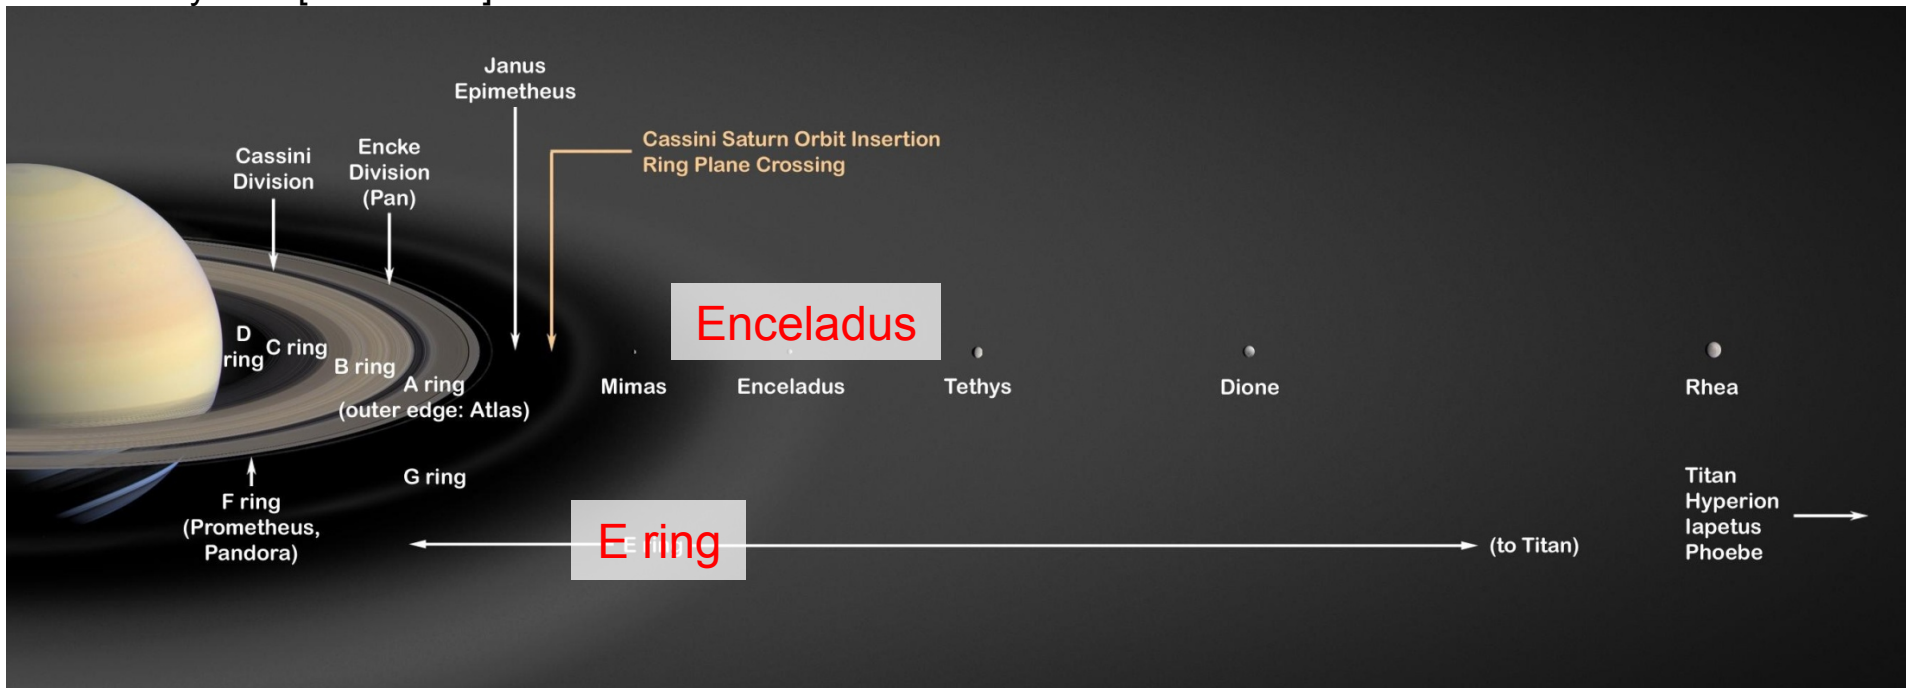 Janus
Epimetheus
Cassini Saturn Orbit Insertion
Ring Plane Crossing
Cassini
Division
Encke
Division
(Pan)
Enceladus
D
ring
C ring
B ring
A ring
(outer edge: Atlas)
Mimas
Enceladus
Tethys
Dione
Rhea
G ring
F ring
(Prometheus,
Pandora)
E ring
E ring
(to Titan)
Titan
Hyperion
Iapetus
Phoebe